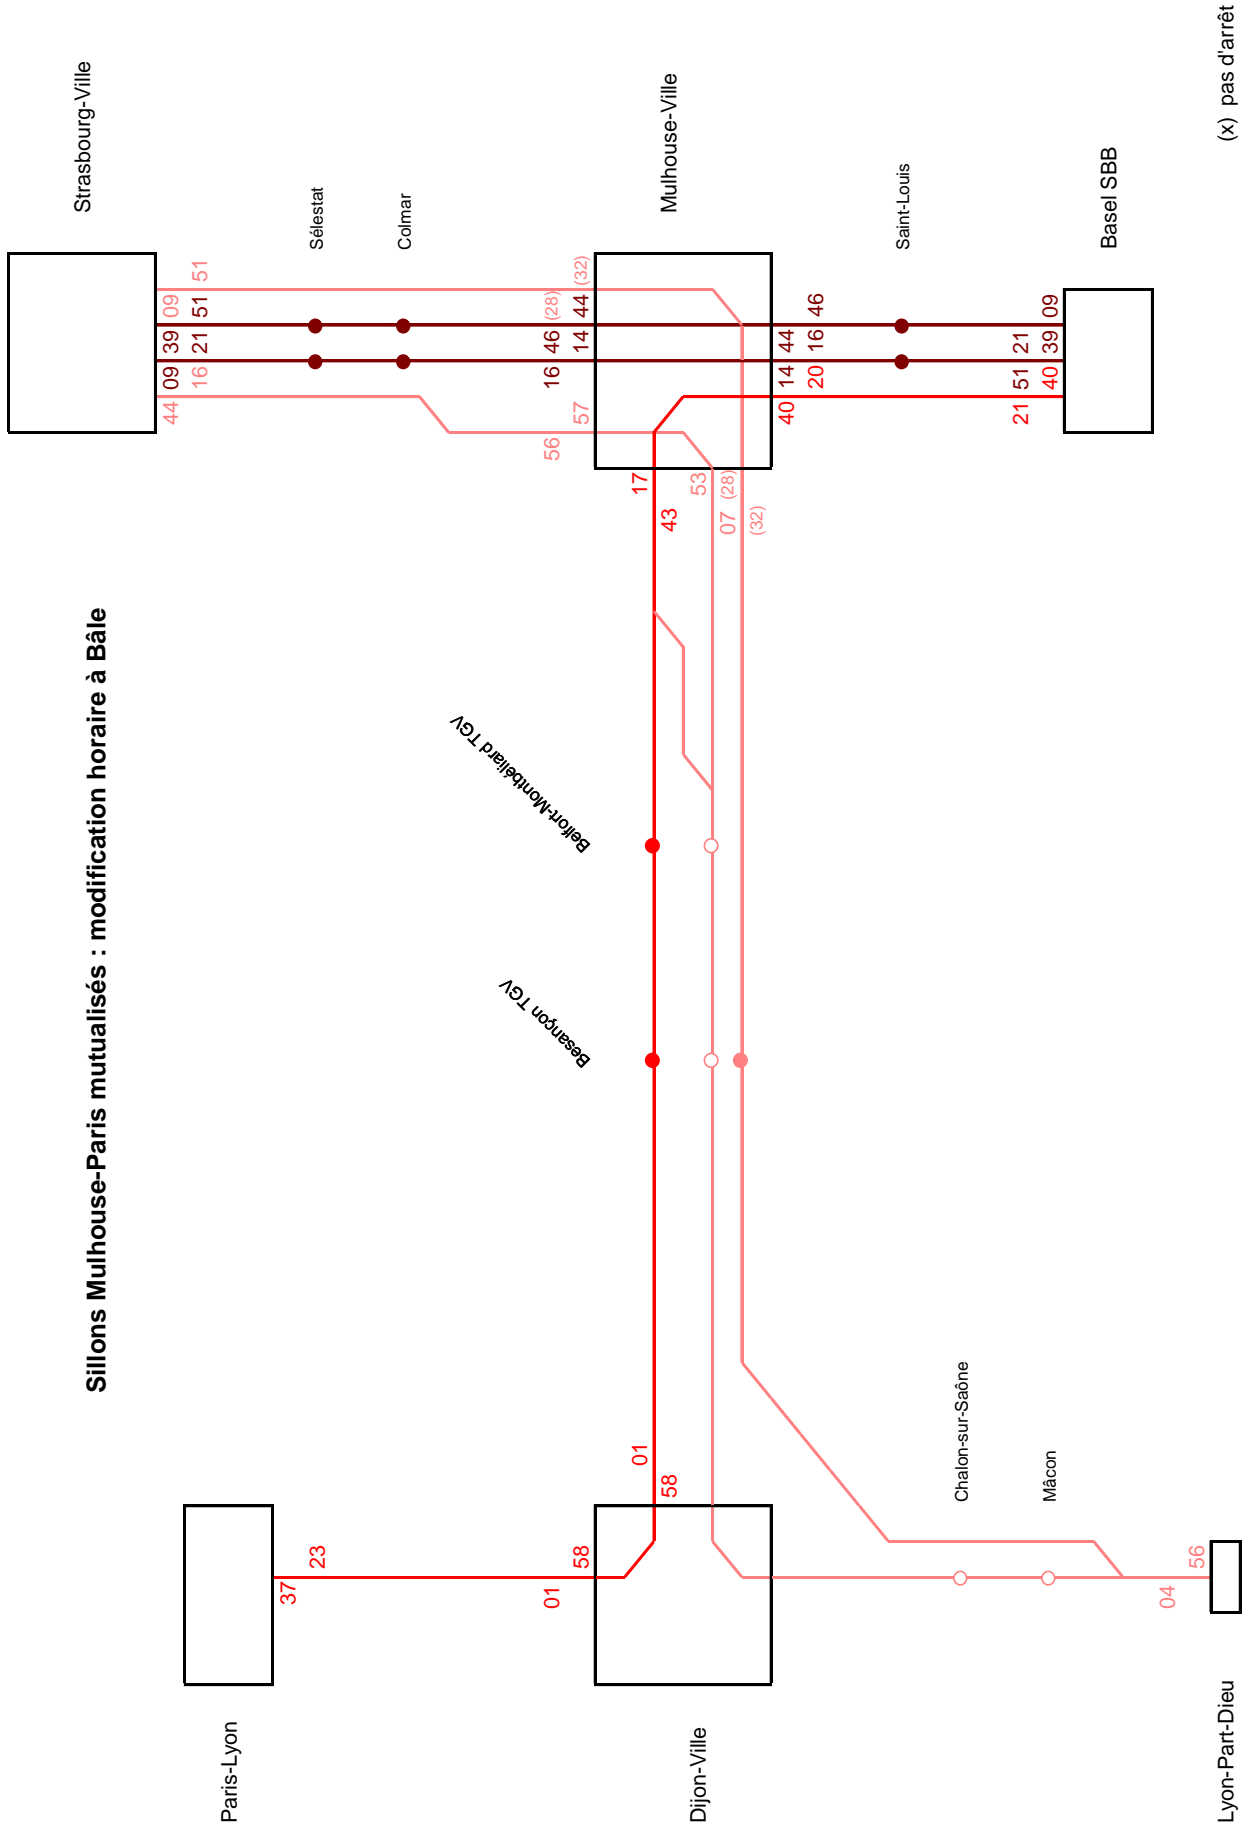 Sillons Mulhouse-Paris mutualisés : modification horaire à Bâle
Strasbourg-Ville
44 09 39 09
16 21 51 51
Paris-Lyon
37
23
Sélestat
Colmar
Besançon TGV
Belfort-Montbéliard TGV
01
56
16 46 (28)
58
57
14 44 (32)
01
17
58
43
Mulhouse-Ville
Dijon-Ville
53
07 (28)
(32)
40 14 44
20 16 46
Saint-Louis
Chalon-sur-Saône
21 51 21
Mâcon
40 39 09
Basel SBB
04
56
Lyon-Part-Dieu
(x) pas d'arrêt